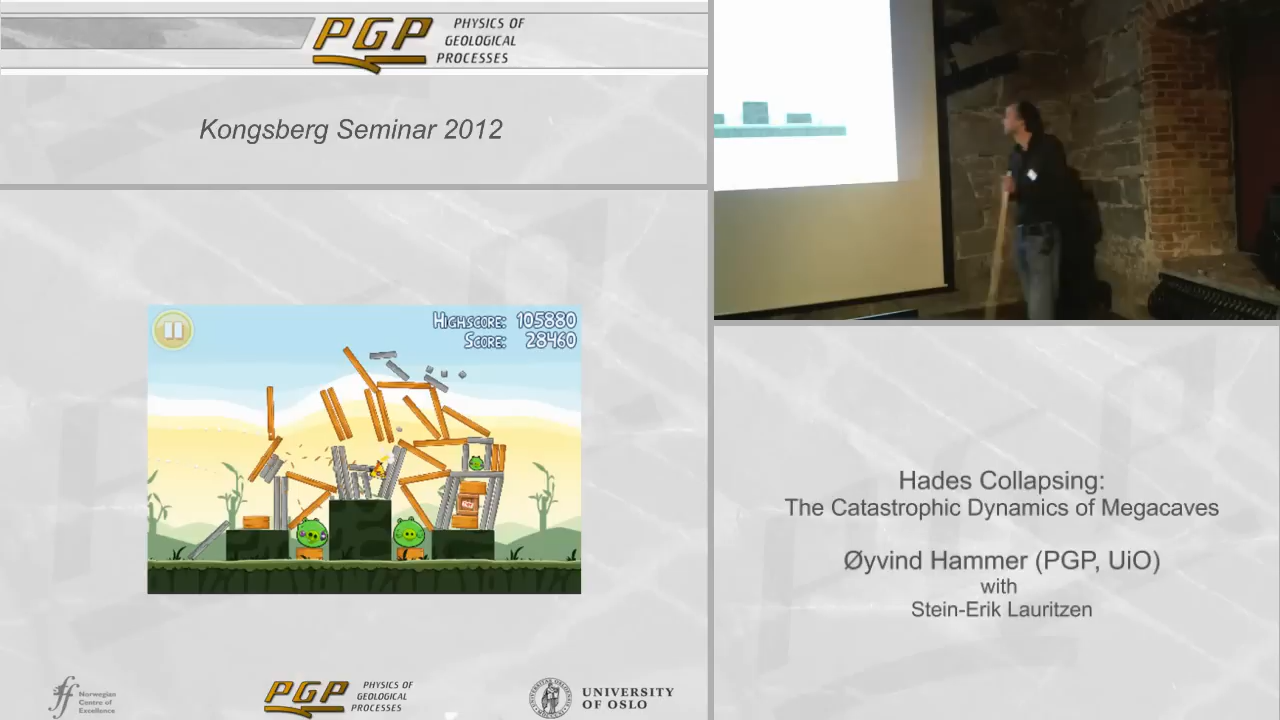 PGP
PHYSICS OF
GEOLOGICAL
PROCESSES
Kongsberg Seminar 2012
HIGHSCORE: 105880
SCORE: 28460
Hades Collapsing:
The Catastrophic Dynamics of Megacaves
Øyvind Hammer (PGP, UiO)
with
Stein-Erik Lauritzen
Norwegian
Centre of
Excellence
PGP
PHYSICS OF
GEOLOGICAL
PROCESSES
UNIVERSITY
OF OSLO